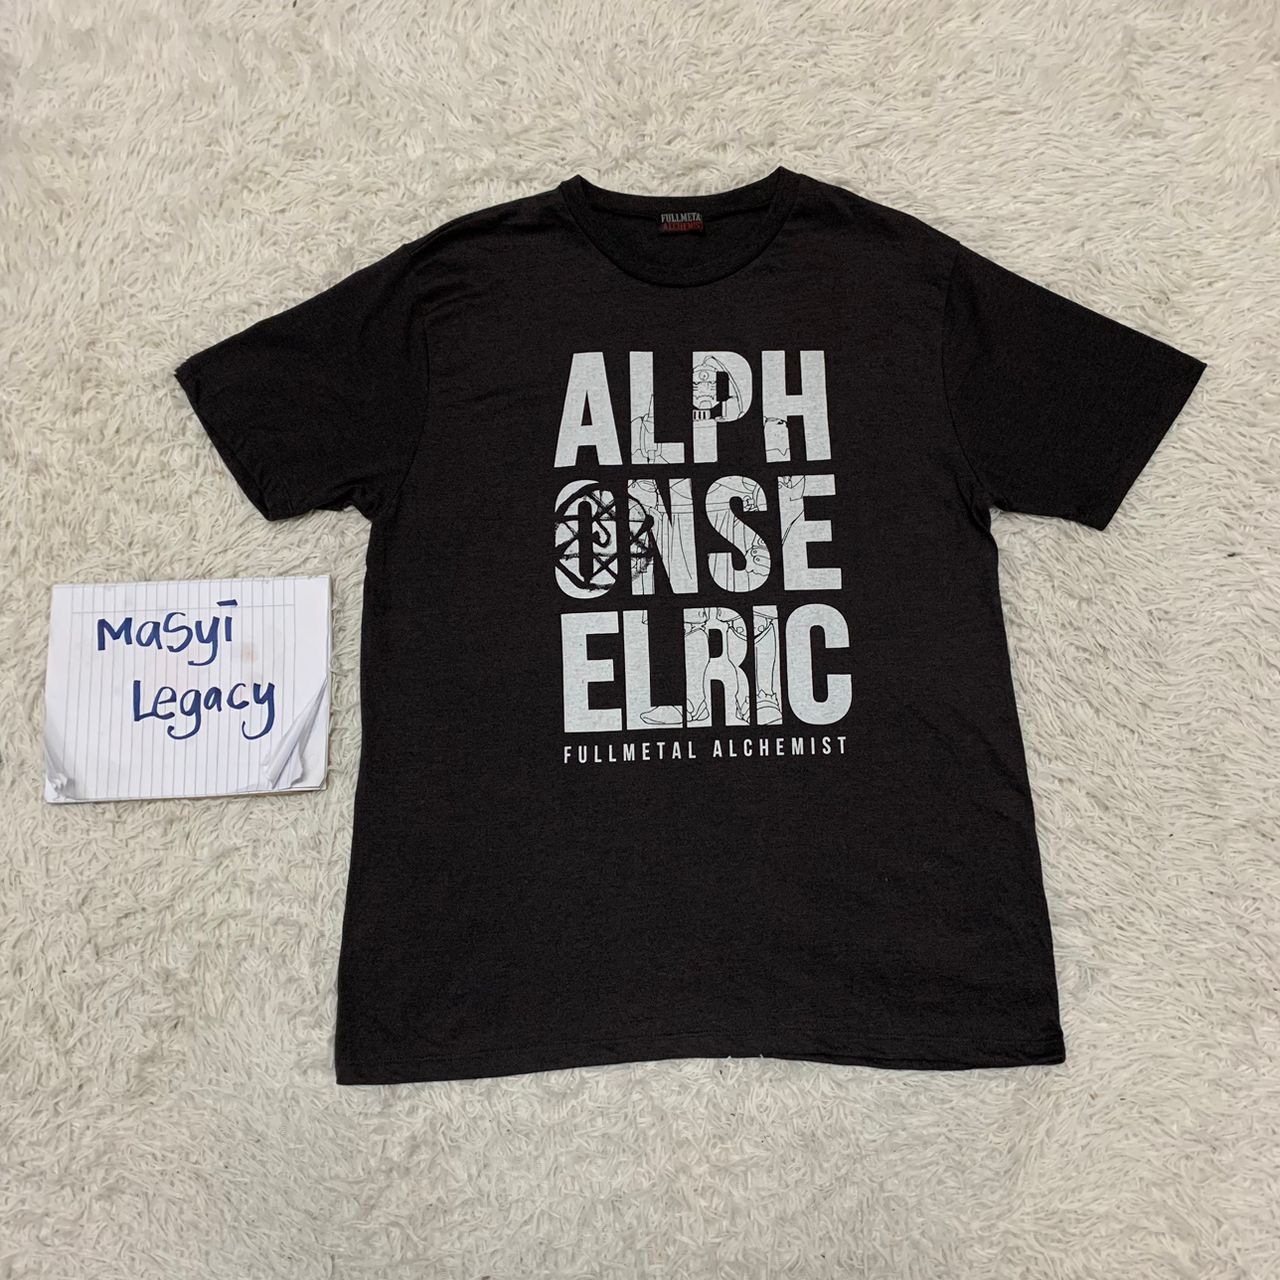 FULLMETAL
ALCHEMIST
ALPH
ONSE
ELRIC
FULLMETAL ALCHEMIST
Masyi
Legacy